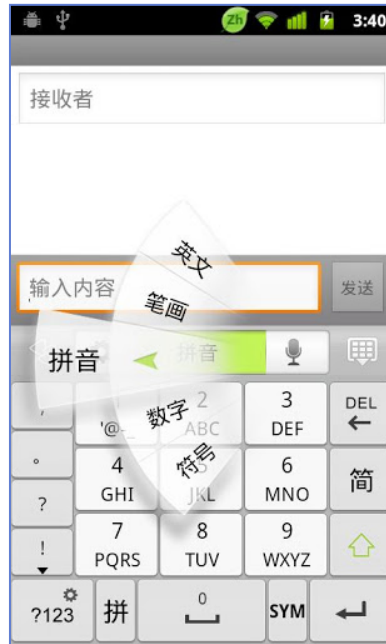 Zh 3:40
接收者
英文
输入内容
发送
笔画
拼音
拼音
数字
符号
，
'@-_
2
ABC
3
DEF
DEL
。
4
GHI
JKL
6
MNO
简
?
7
PQRS
8
TUV
9
WXYZ
!
?123
拼
0
SYM